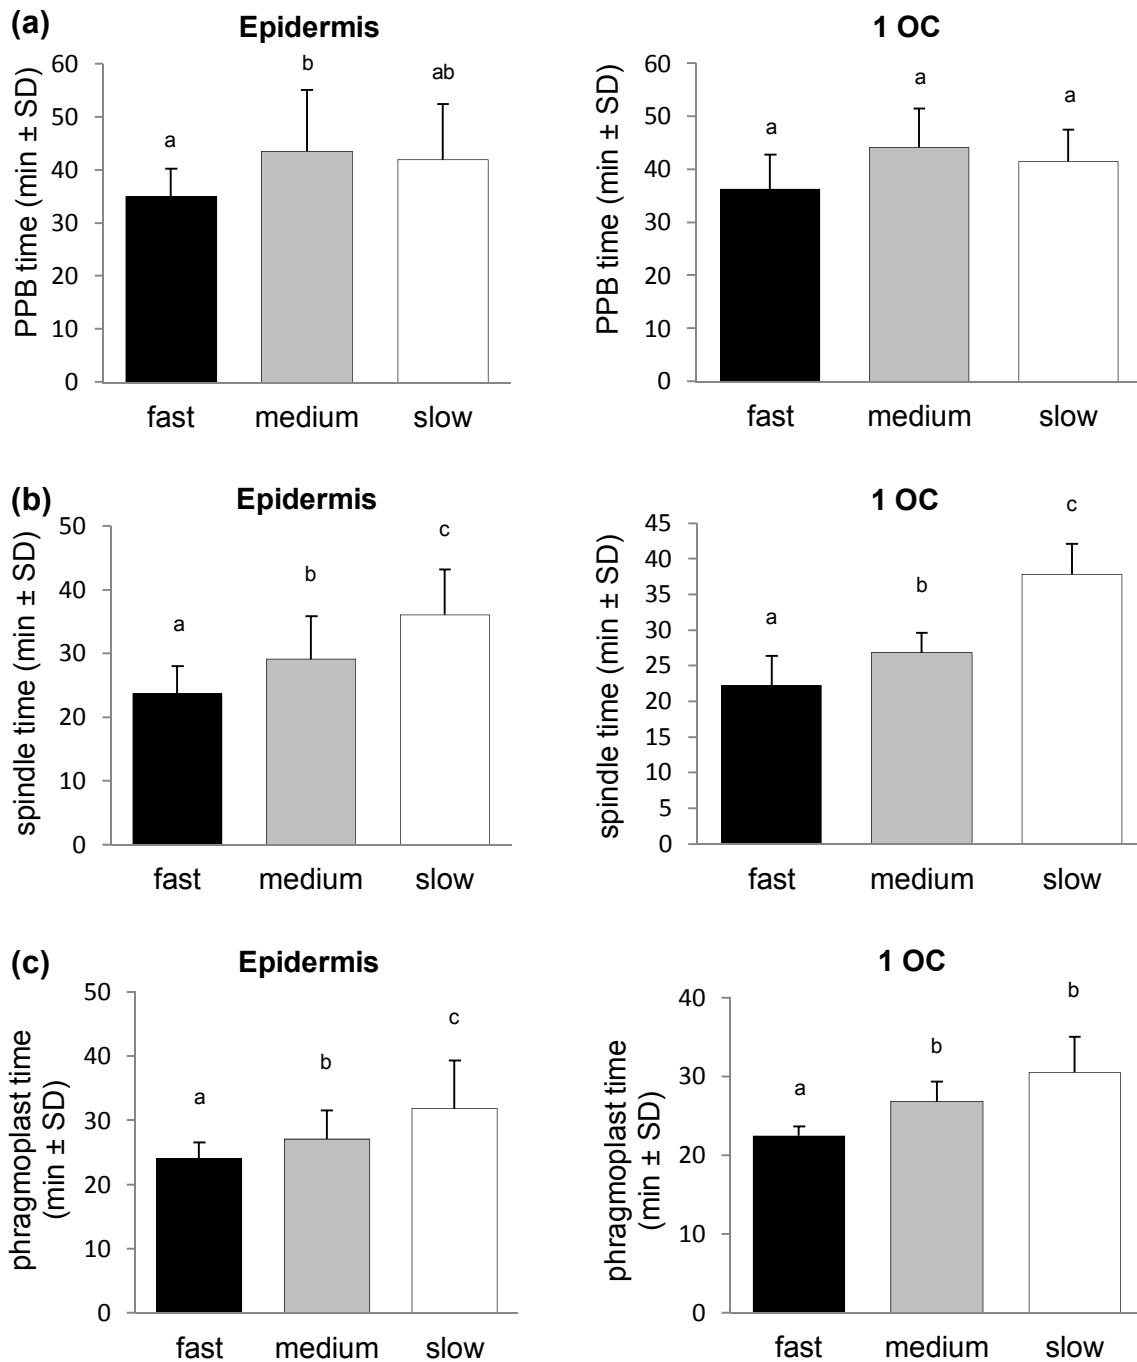 (a)
Epidermis
PPB time (min ± SD)
60
50
40
30
20
10
0
a
b
ab
fast medium slow
1 OC
PPB time (min ± SD)
60
50
40
30
20
10
0
a
a
a
fast medium slow
(b)
Epidermis
spindle time (min ± SD)
50
40
30
20
10
0
a
b
c
fast medium slow
1 OC
spindle time (min ± SD)
45
40
35
30
25
20
15
10
5
0
a
b
c
fast medium slow
(c)
Epidermis
phragmoplast time
(min ± SD)
50
40
30
20
10
0
a
b
c
fast medium slow
1 OC
phragmoplast time
(min ± SD)
40
30
20
10
0
a
b
b
fast medium slow